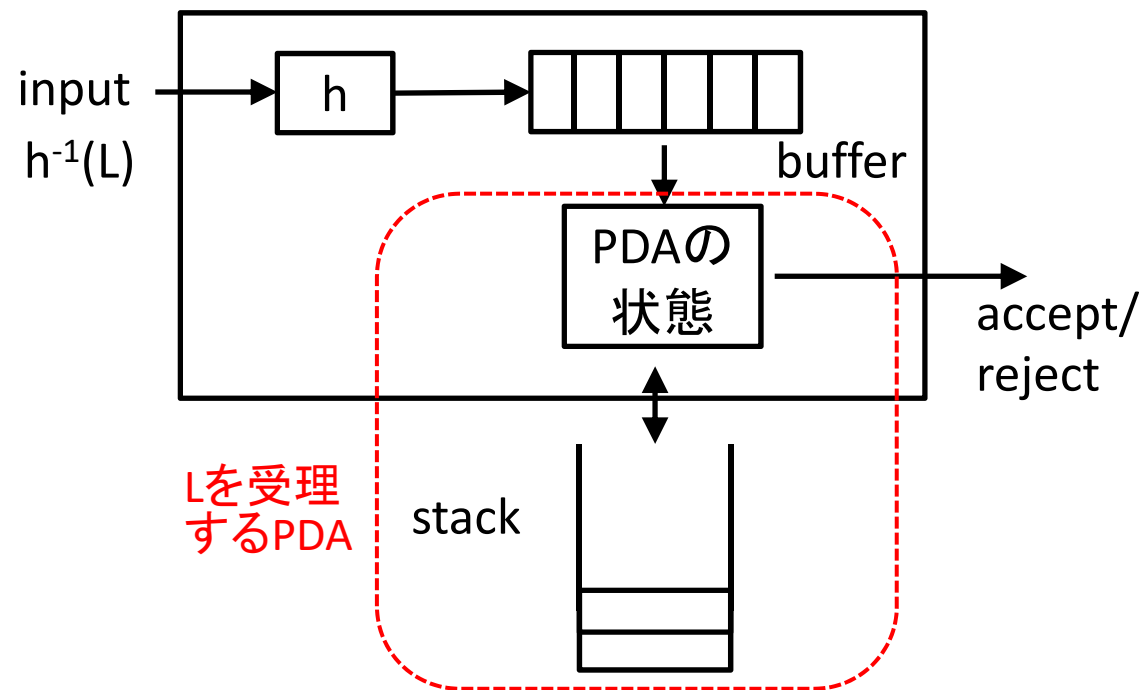 input
h⁻¹(L)
h
buffer
PDAの
状態
accept/
reject
Lを受理
するPDA
stack